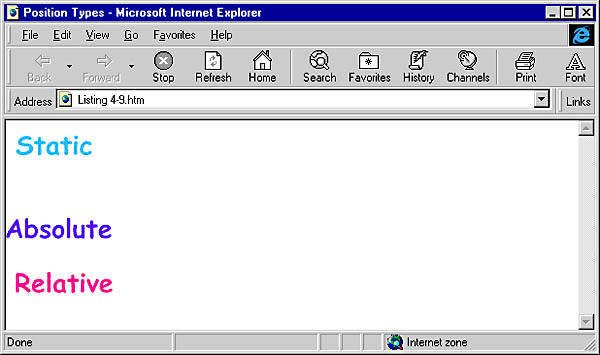 Position Types - Microsoft Internet Explorer
File Edit View Go Favorites Help
Back Forward Stop Refresh Home Search Favorites History Channels Print Font
Address Listing 4-9.htm Links
Static
Absolute
Relative
Done Internet zone